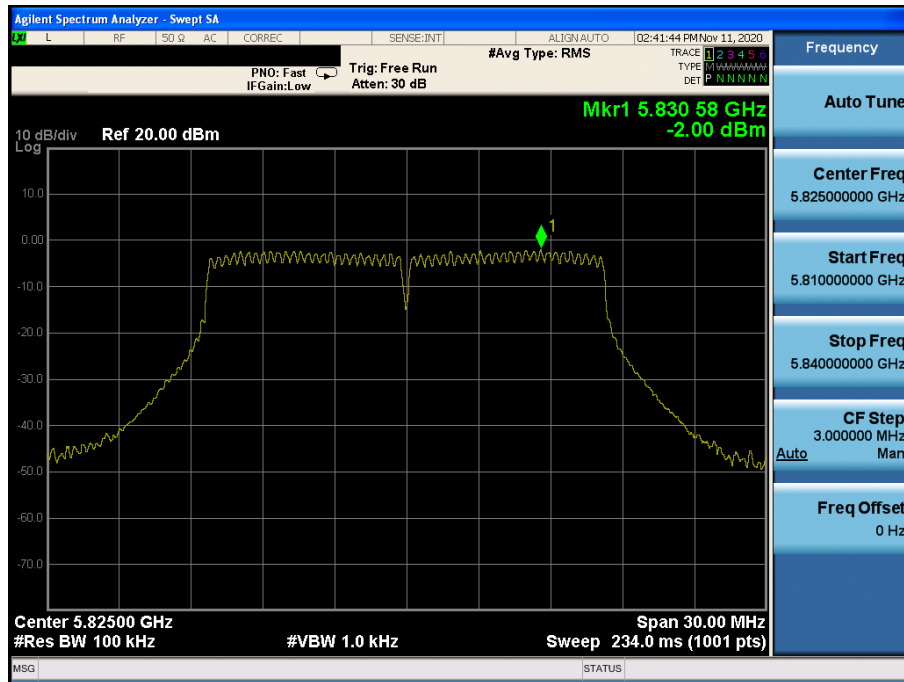 Agilent Spectrum Analyzer - Swept SA
LXI L RF 50 Ω AC CORREC SENSE:INT ALIGN AUTO 02:41:44 PM Nov 11, 2020
#Avg Type: RMS
TRACE 1 2 3 4 5 6
TYPE M WWWWW
DET P N N N N N
PNO: Fast
IFGain:Low
Trig: Free Run
Atten: 30 dB
Frequency
Mkr1 5.830 58 GHz
-2.00 dBm
10 dB/div Ref 20.00 dBm
Log
10.0
0.00
-10.0
-20.0
-30.0
-40.0
-50.0
-60.0
-70.0
1
Center 5.82500 GHz Span 30.00 MHz
#Res BW 100 kHz #VBW 1.0 kHz Sweep 234.0 ms (1001 pts)
Auto Tune
Center Freq
5.825000000 GHz
Start Freq
5.810000000 GHz
Stop Freq
5.840000000 GHz
CF Step
3.000000 MHz
Auto Man
Freq Offset
0 Hz
MSG STATUS